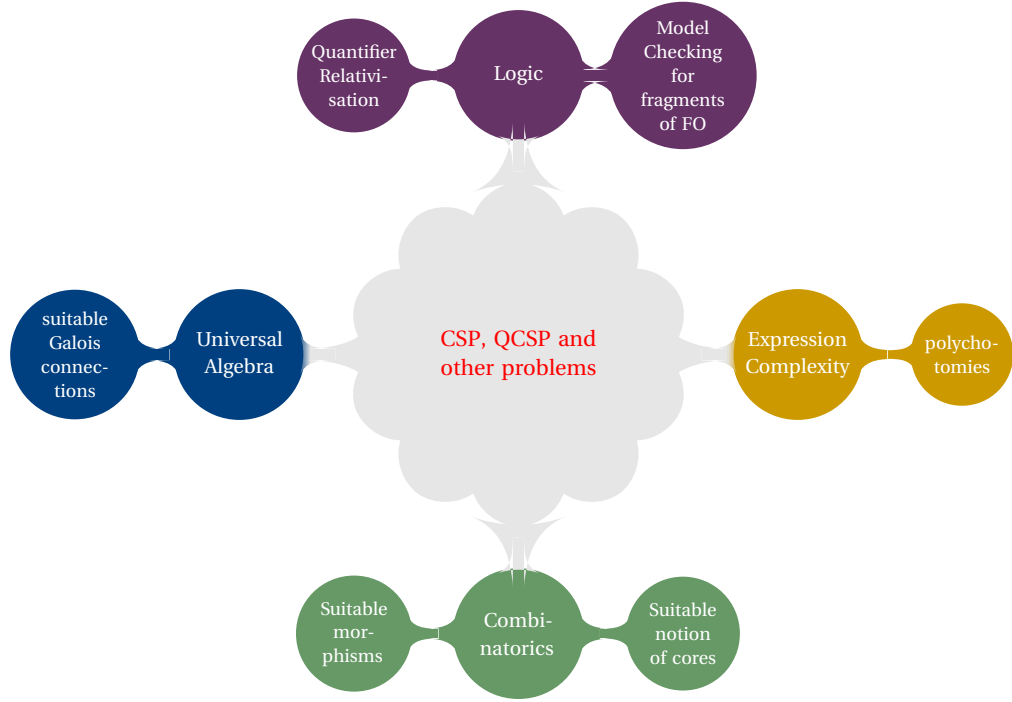 Quantifier
Relativi-
sation
Logic
Model
Checking
for
fragments
of FO
suitable
Galois
connec-
tions
Universal
Algebra
CSP, QCSP and
other problems
Expression
Complexity
polycho-
tomies
Suitable
mor-
phisms
Combi-
natorics
Suitable
notion
of cores